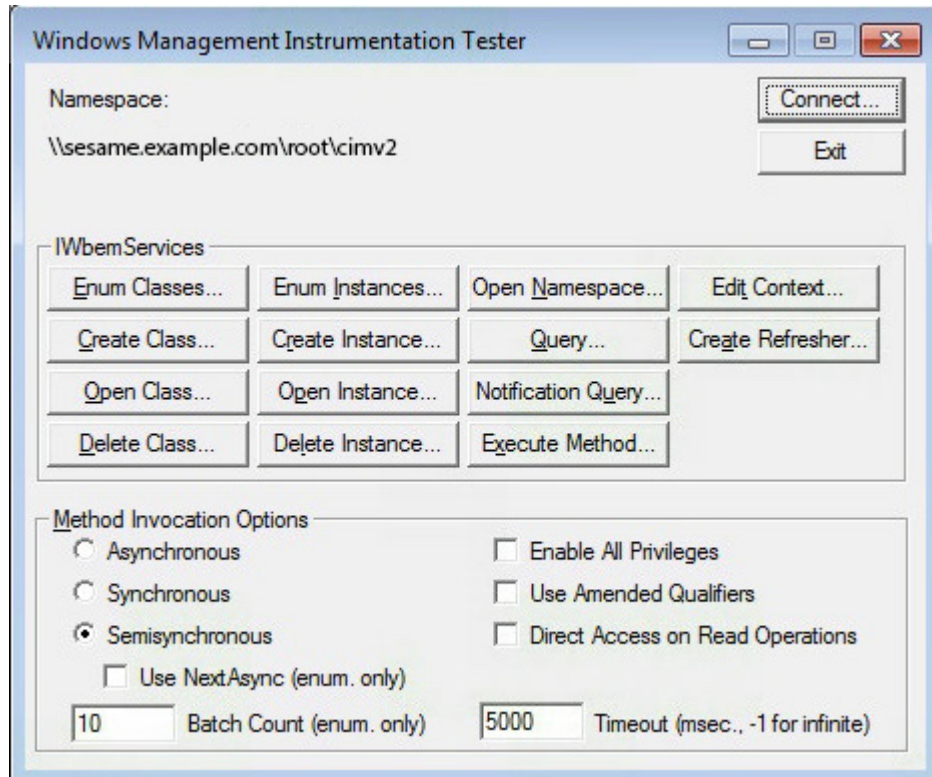 Windows Management Instrumentation Tester
Namespace:
Connect...
\\sesame.example.com\root\cimv2
Exit
IWbemServices
Enum Classes... Enum Instances... Open Namespace... Edit Context...
Create Class... Create Instance... Query... Create Refresher...
Open Class... Open Instance... Notification Query...
Delete Class... Delete Instance... Execute Method...
Method Invocation Options
Asynchronous Enable All Privileges
Synchronous Use Amended Qualifiers
Semisynchronous Direct Access on Read Operations
Use NextAsync (enum. only)
10 Batch Count (enum. only) 5000 Timeout (msec., -1 for infinite)